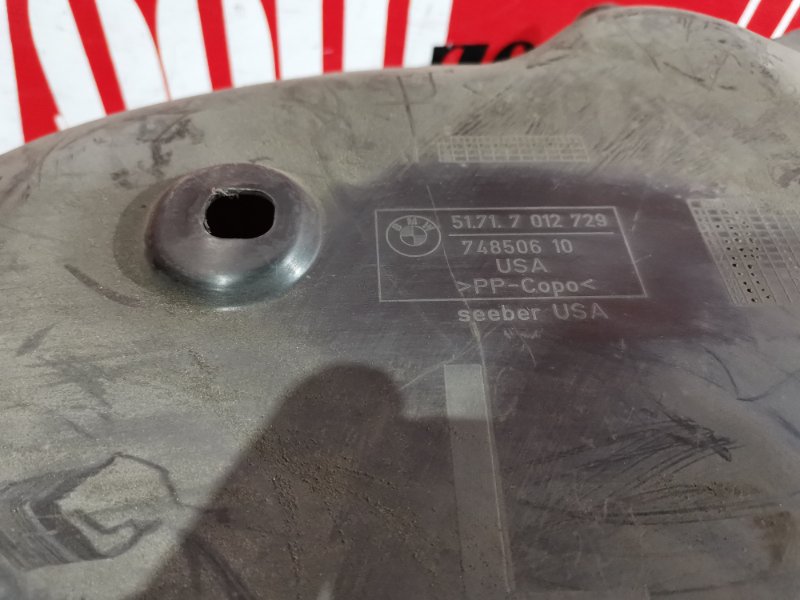 BMW
51.71. 7 012 729
748506 10
USA
>PP-Copo<
seeber USA